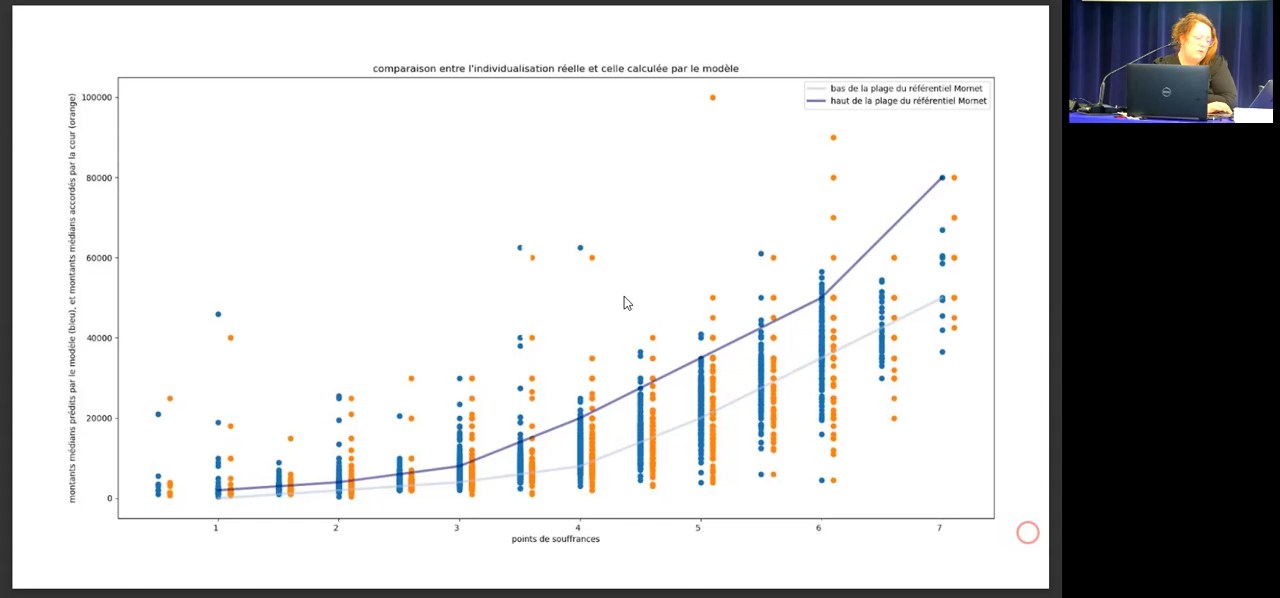 comparaison entre l'individualisation réelle et celle calculée par le modèle
bas de la plage du référentiel Mornet
haut de la plage du référentiel Mornet
montants médians prédits par le modèle (bleu), et montants médians accordés par la cour (orange)
100000
80000
60000
40000
20000
0
1 2 3 4 5 6 7
points de souffrances
DELL